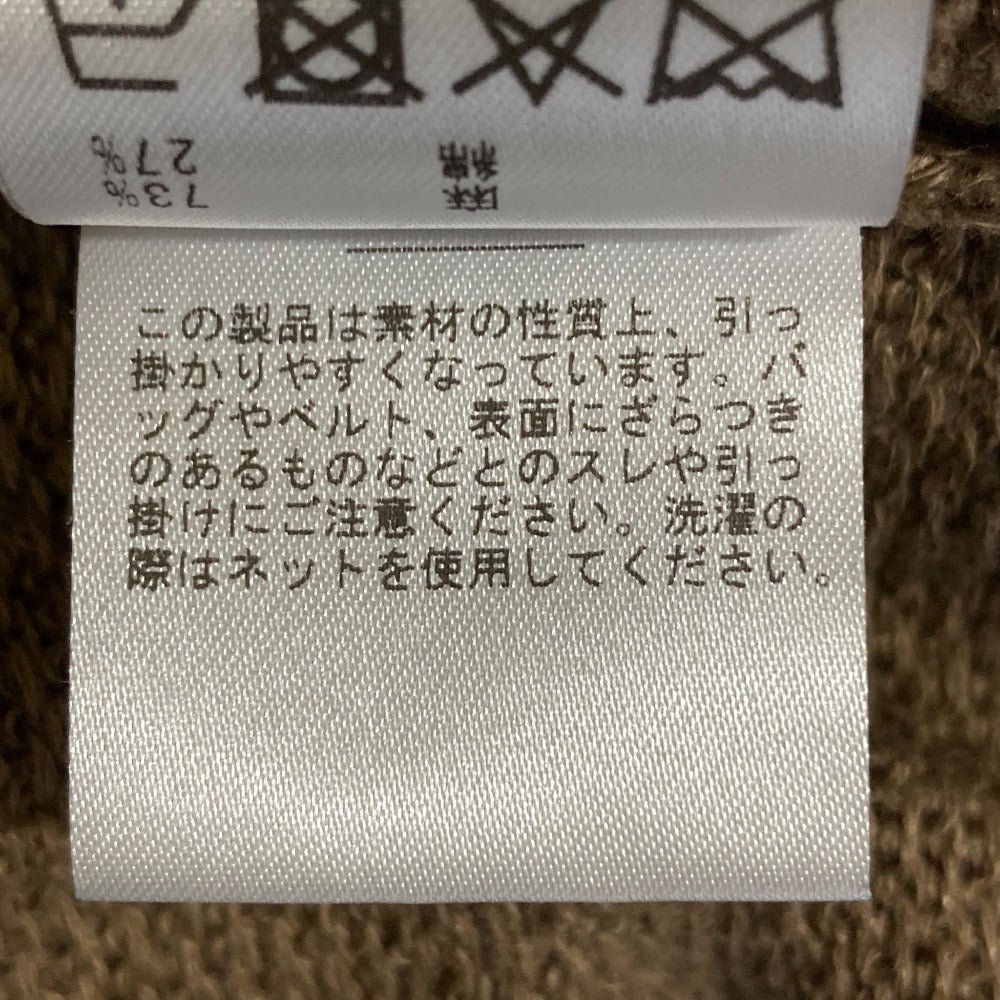 麻 73%
綿 27%
この製品は素材の性質上、引っ
掛かりやすくなっています。バ
ッグやベルト、表面にざらつき
のあるものなどとのスレや引っ
掛けにご注意ください。洗濯の
際はネットを使用してください。